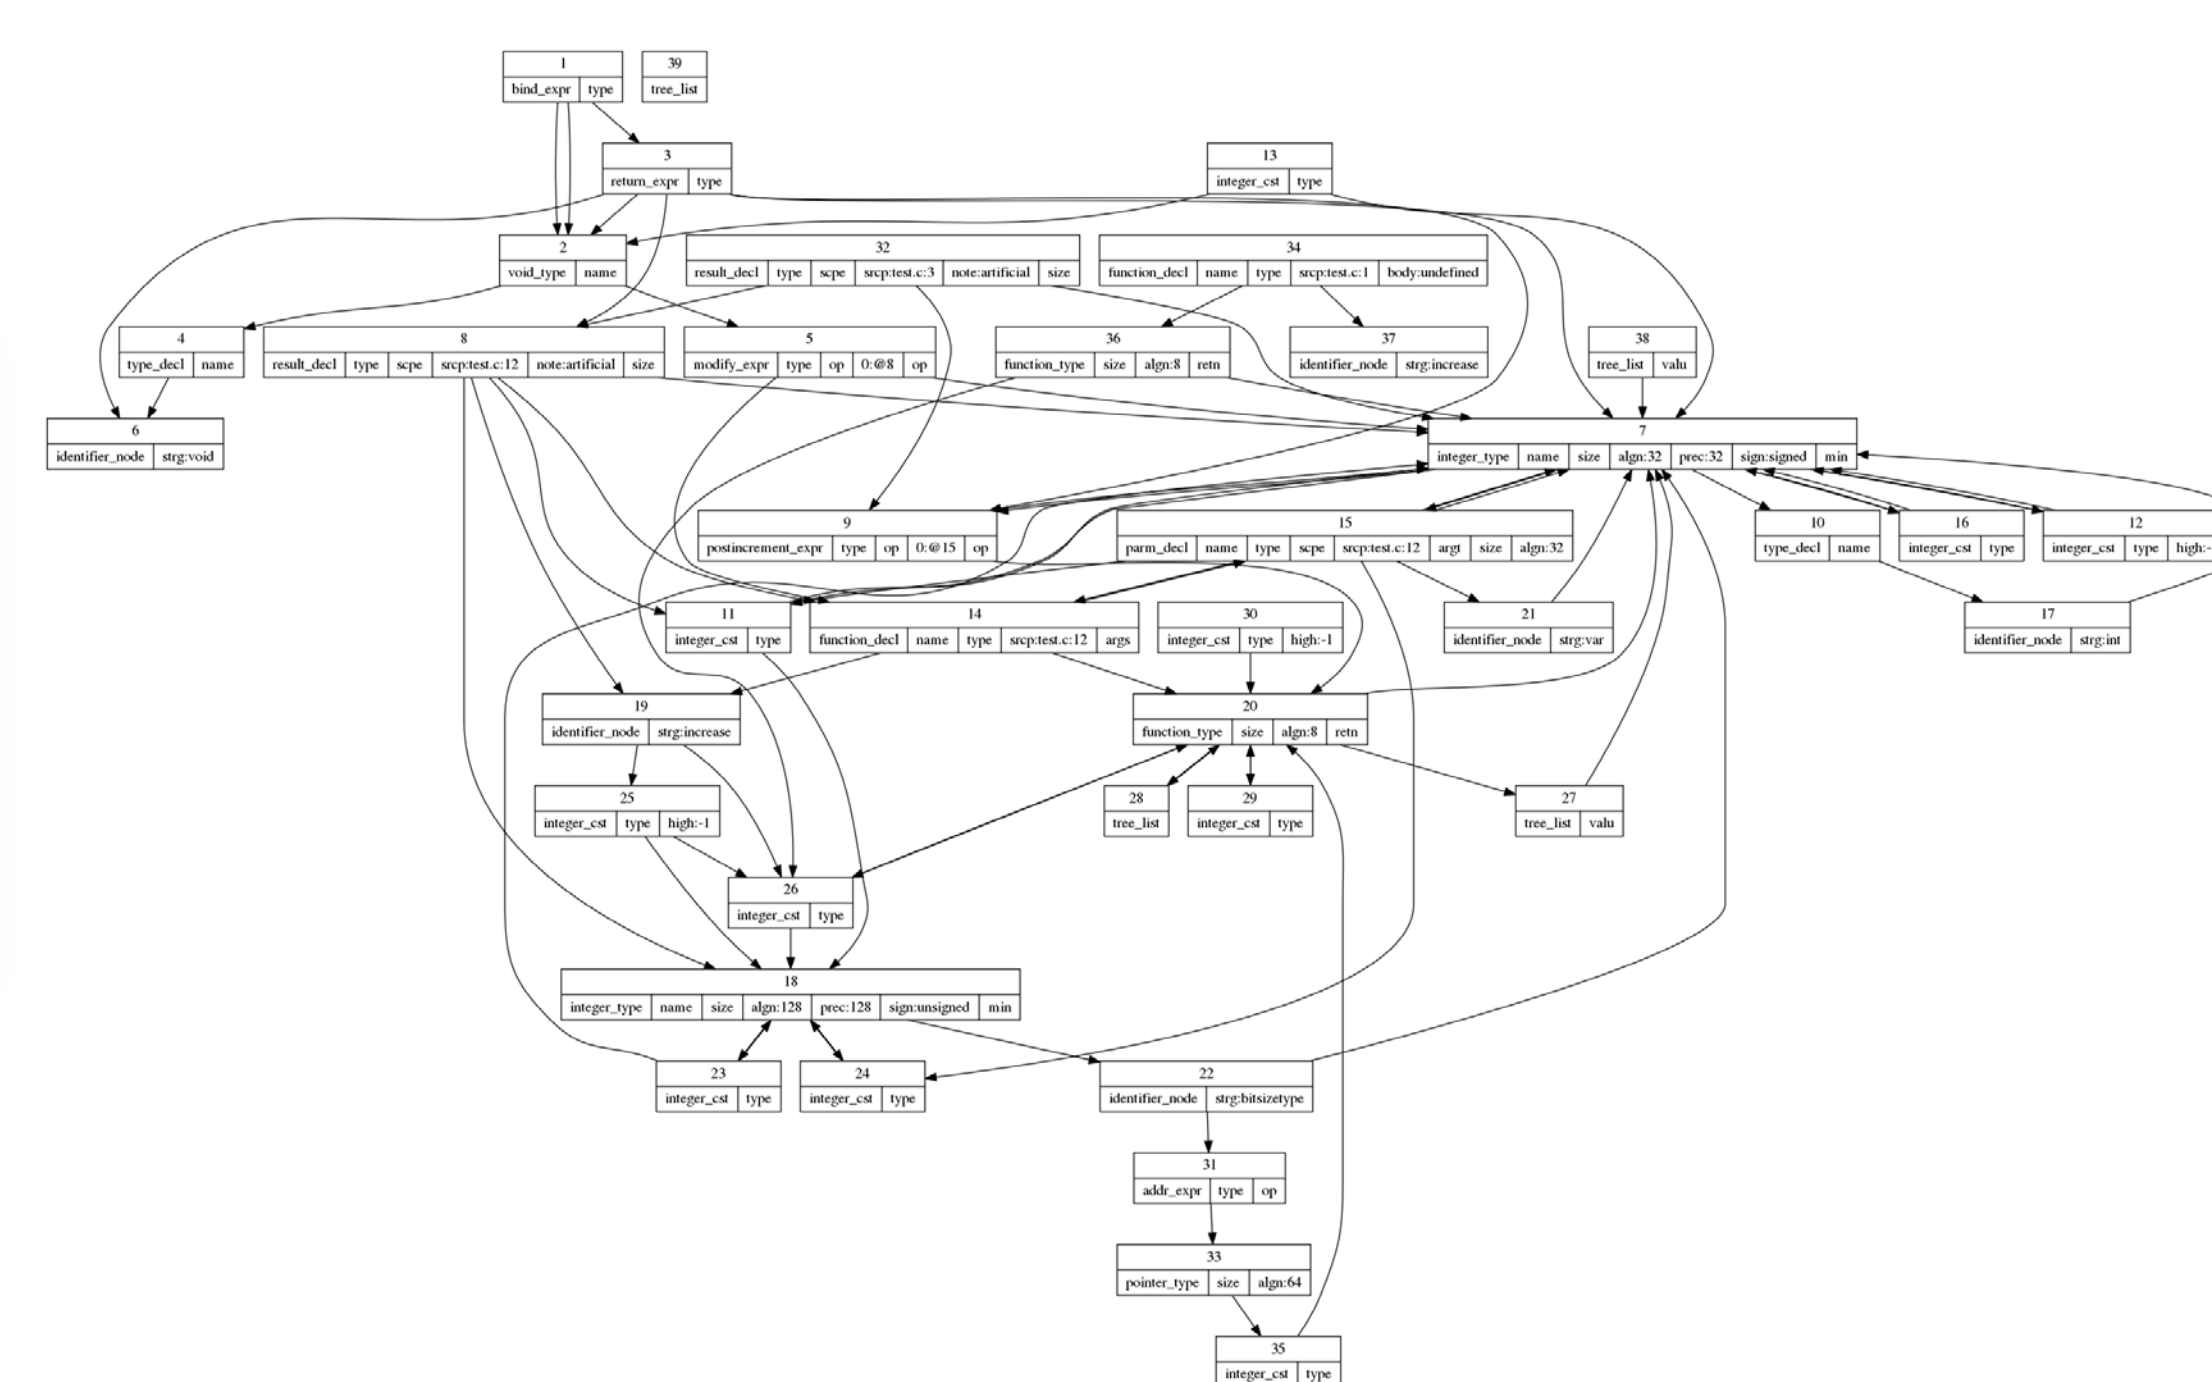 1
bind_expr type
39
tree_list
3
return_expr type
13
integer_cst type
2
void_type name
32
result_decl type scpe srcp:test.c:3 note:artificial size
34
function_decl name type srcp:test.c:1 body:undefined
4
type_decl name
8
result_decl type scpe srcp:test.c:12 note:artificial size
5
modify_expr type op 0:@8 op
36
function_type size algn:8 retn
37
identifier_node strg:increase
38
tree_list valu
6
identifier_node strg:void
7
integer_type name size algn:32 prec:32 sign:signed min
9
postincrement_expr type op 0:@15 op
15
parm_decl name type scpe srcp:test.c:12 argt size algn:32
10
type_decl name
16
integer_cst type
12
integer_cst type high:-
11
integer_cst type
14
function_decl name type srcp:test.c:12 args
30
integer_cst type high:-1
21
identifier_node strg:var
17
identifier_node strg:int
19
identifier_node strg:increase
20
function_type size algn:8 retn
25
integer_cst type high:-1
28
tree_list
29
integer_cst type
27
tree_list valu
26
integer_cst type
18
integer_type name size algn:128 prec:128 sign:unsigned min
23
integer_cst type
24
integer_cst type
22
identifier_node strg:bitsizetype
31
addr_expr type op
33
pointer_type size algn:64
35
integer_cst type